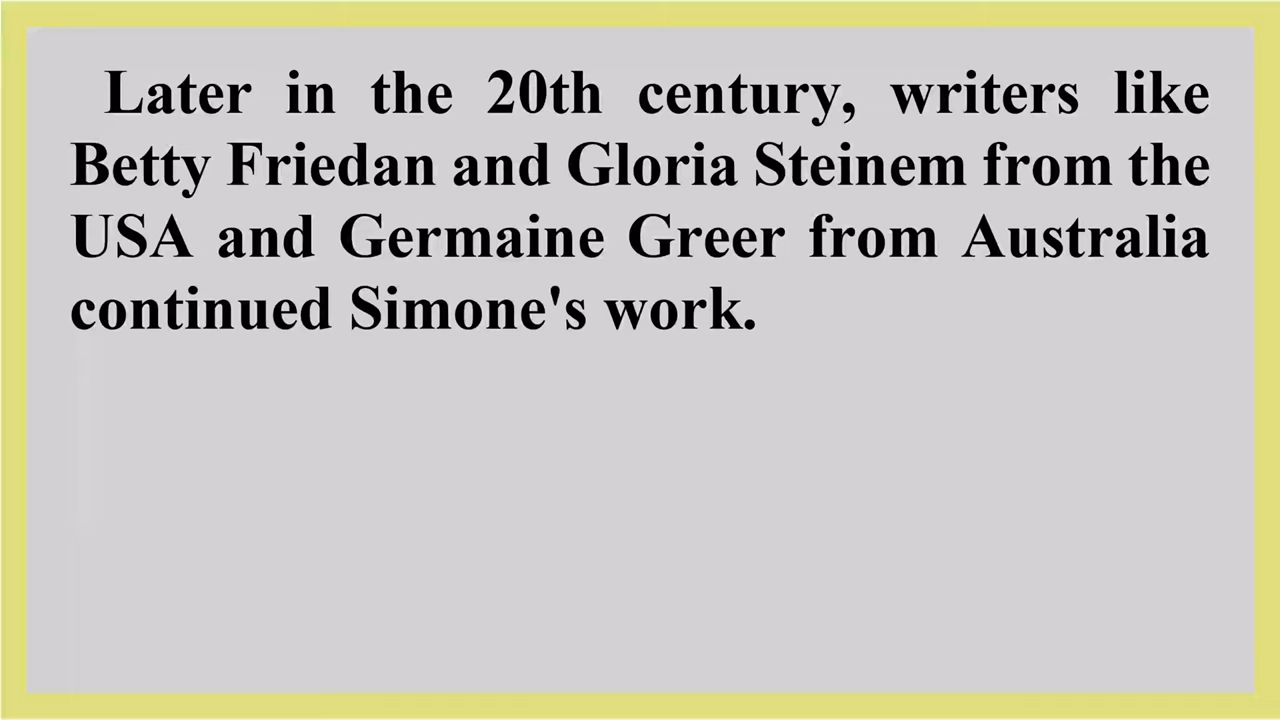 Later in the 20th century, writers like
Betty Friedan and Gloria Steinem from the
USA and Germaine Greer from Australia
continued Simone's work.